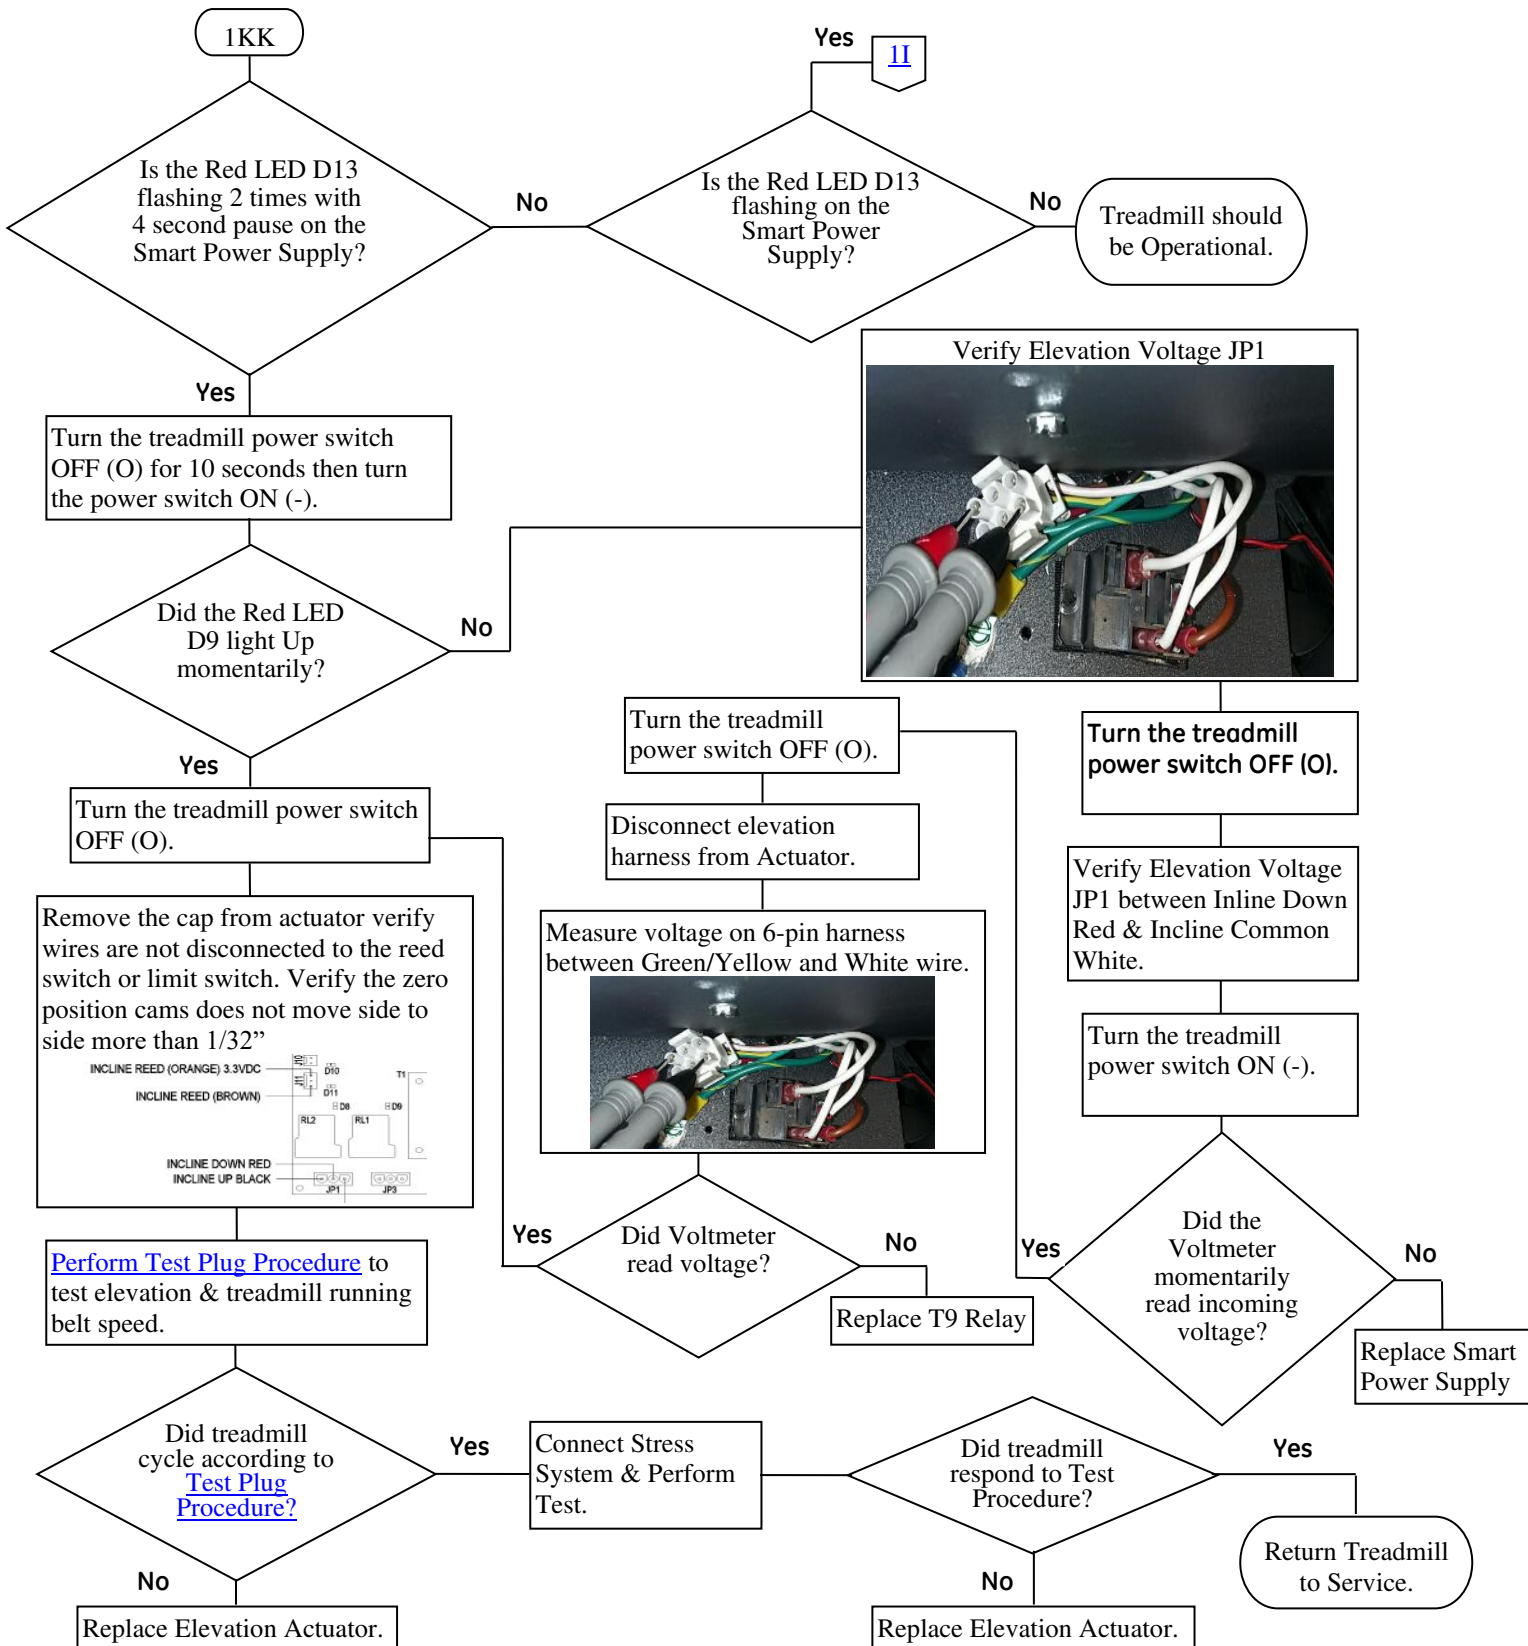 1KK
Yes
1I
Is the Red LED D13
flashing 2 times with
4 second pause on the
Smart Power Supply?
No
Is the Red LED D13
flashing on the
Smart Power
Supply?
No
Treadmill should
be Operational.
Yes
Turn the treadmill power switch
OFF (O) for 10 seconds then turn
the power switch ON (-).
Verify Elevation Voltage JP1
Did the Red LED
D9 light Up
momentarily?
No
Yes
Turn the treadmill power switch
OFF (O).
Turn the treadmill
power switch OFF (O).
Turn the treadmill
power switch OFF (O).
Disconnect elevation
harness from Actuator.
Verify Elevation Voltage
JP1 between Inline Down
Red & Incline Common
White.
Remove the cap from actuator verify
wires are not disconnected to the reed
switch or limit switch. Verify the zero
position cams does not move side to
side more than 1/32”
INCLINE REED (ORANGE) 3.3VDC
INCLINE REED (BROWN)
J10
J11
D10
D11
T1
D8
D9
RL2
RL1
INCLINE DOWN RED
INCLINE UP BLACK
JP1
JP3
Measure voltage on 6-pin harness
between Green/Yellow and White wire.
Turn the treadmill
power switch ON (-).
Yes
Did Voltmeter
read voltage?
No
Replace T9 Relay
Yes
Did the
Voltmeter
momentarily
read incoming
voltage?
No
Replace Smart
Power Supply
Perform Test Plug Procedure to
test elevation & treadmill running
belt speed.
Did treadmill
cycle according to
Test Plug
Procedure?
Yes
Connect Stress
System & Perform
Test.
Did treadmill
respond to Test
Procedure?
Yes
Return Treadmill
to Service.
No
Replace Elevation Actuator.
No
Replace Elevation Actuator.